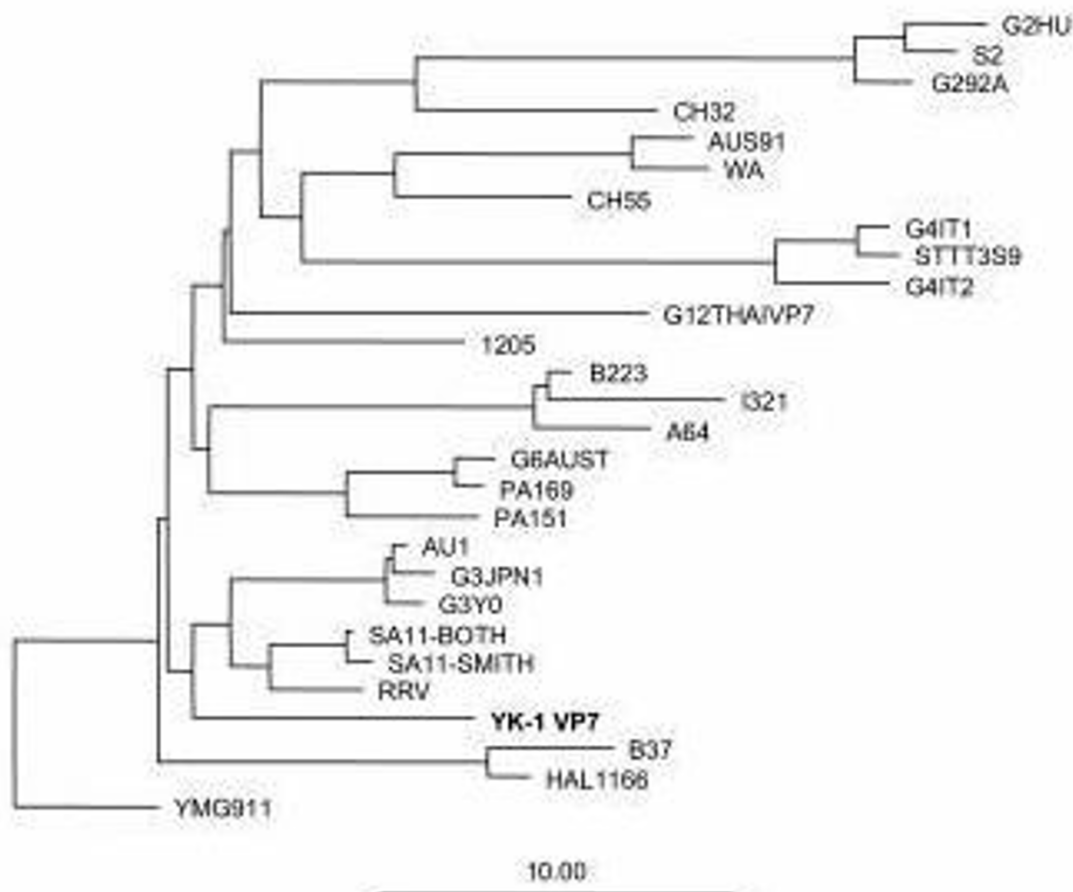 G2HU
S2
G292A
CH32
AUS91
WA
CH55
G4IT1
STTT3S9
G4IT2
G12THAIVP7
1205
B223
I321
A64
G6AUST
PA169
PA151
AU1
G3JPN1
G3Y0
SA11-BOTH
SA11-SMITH
RRV
YK-1 VP7
B37
HAL1166
YMG911
10.00